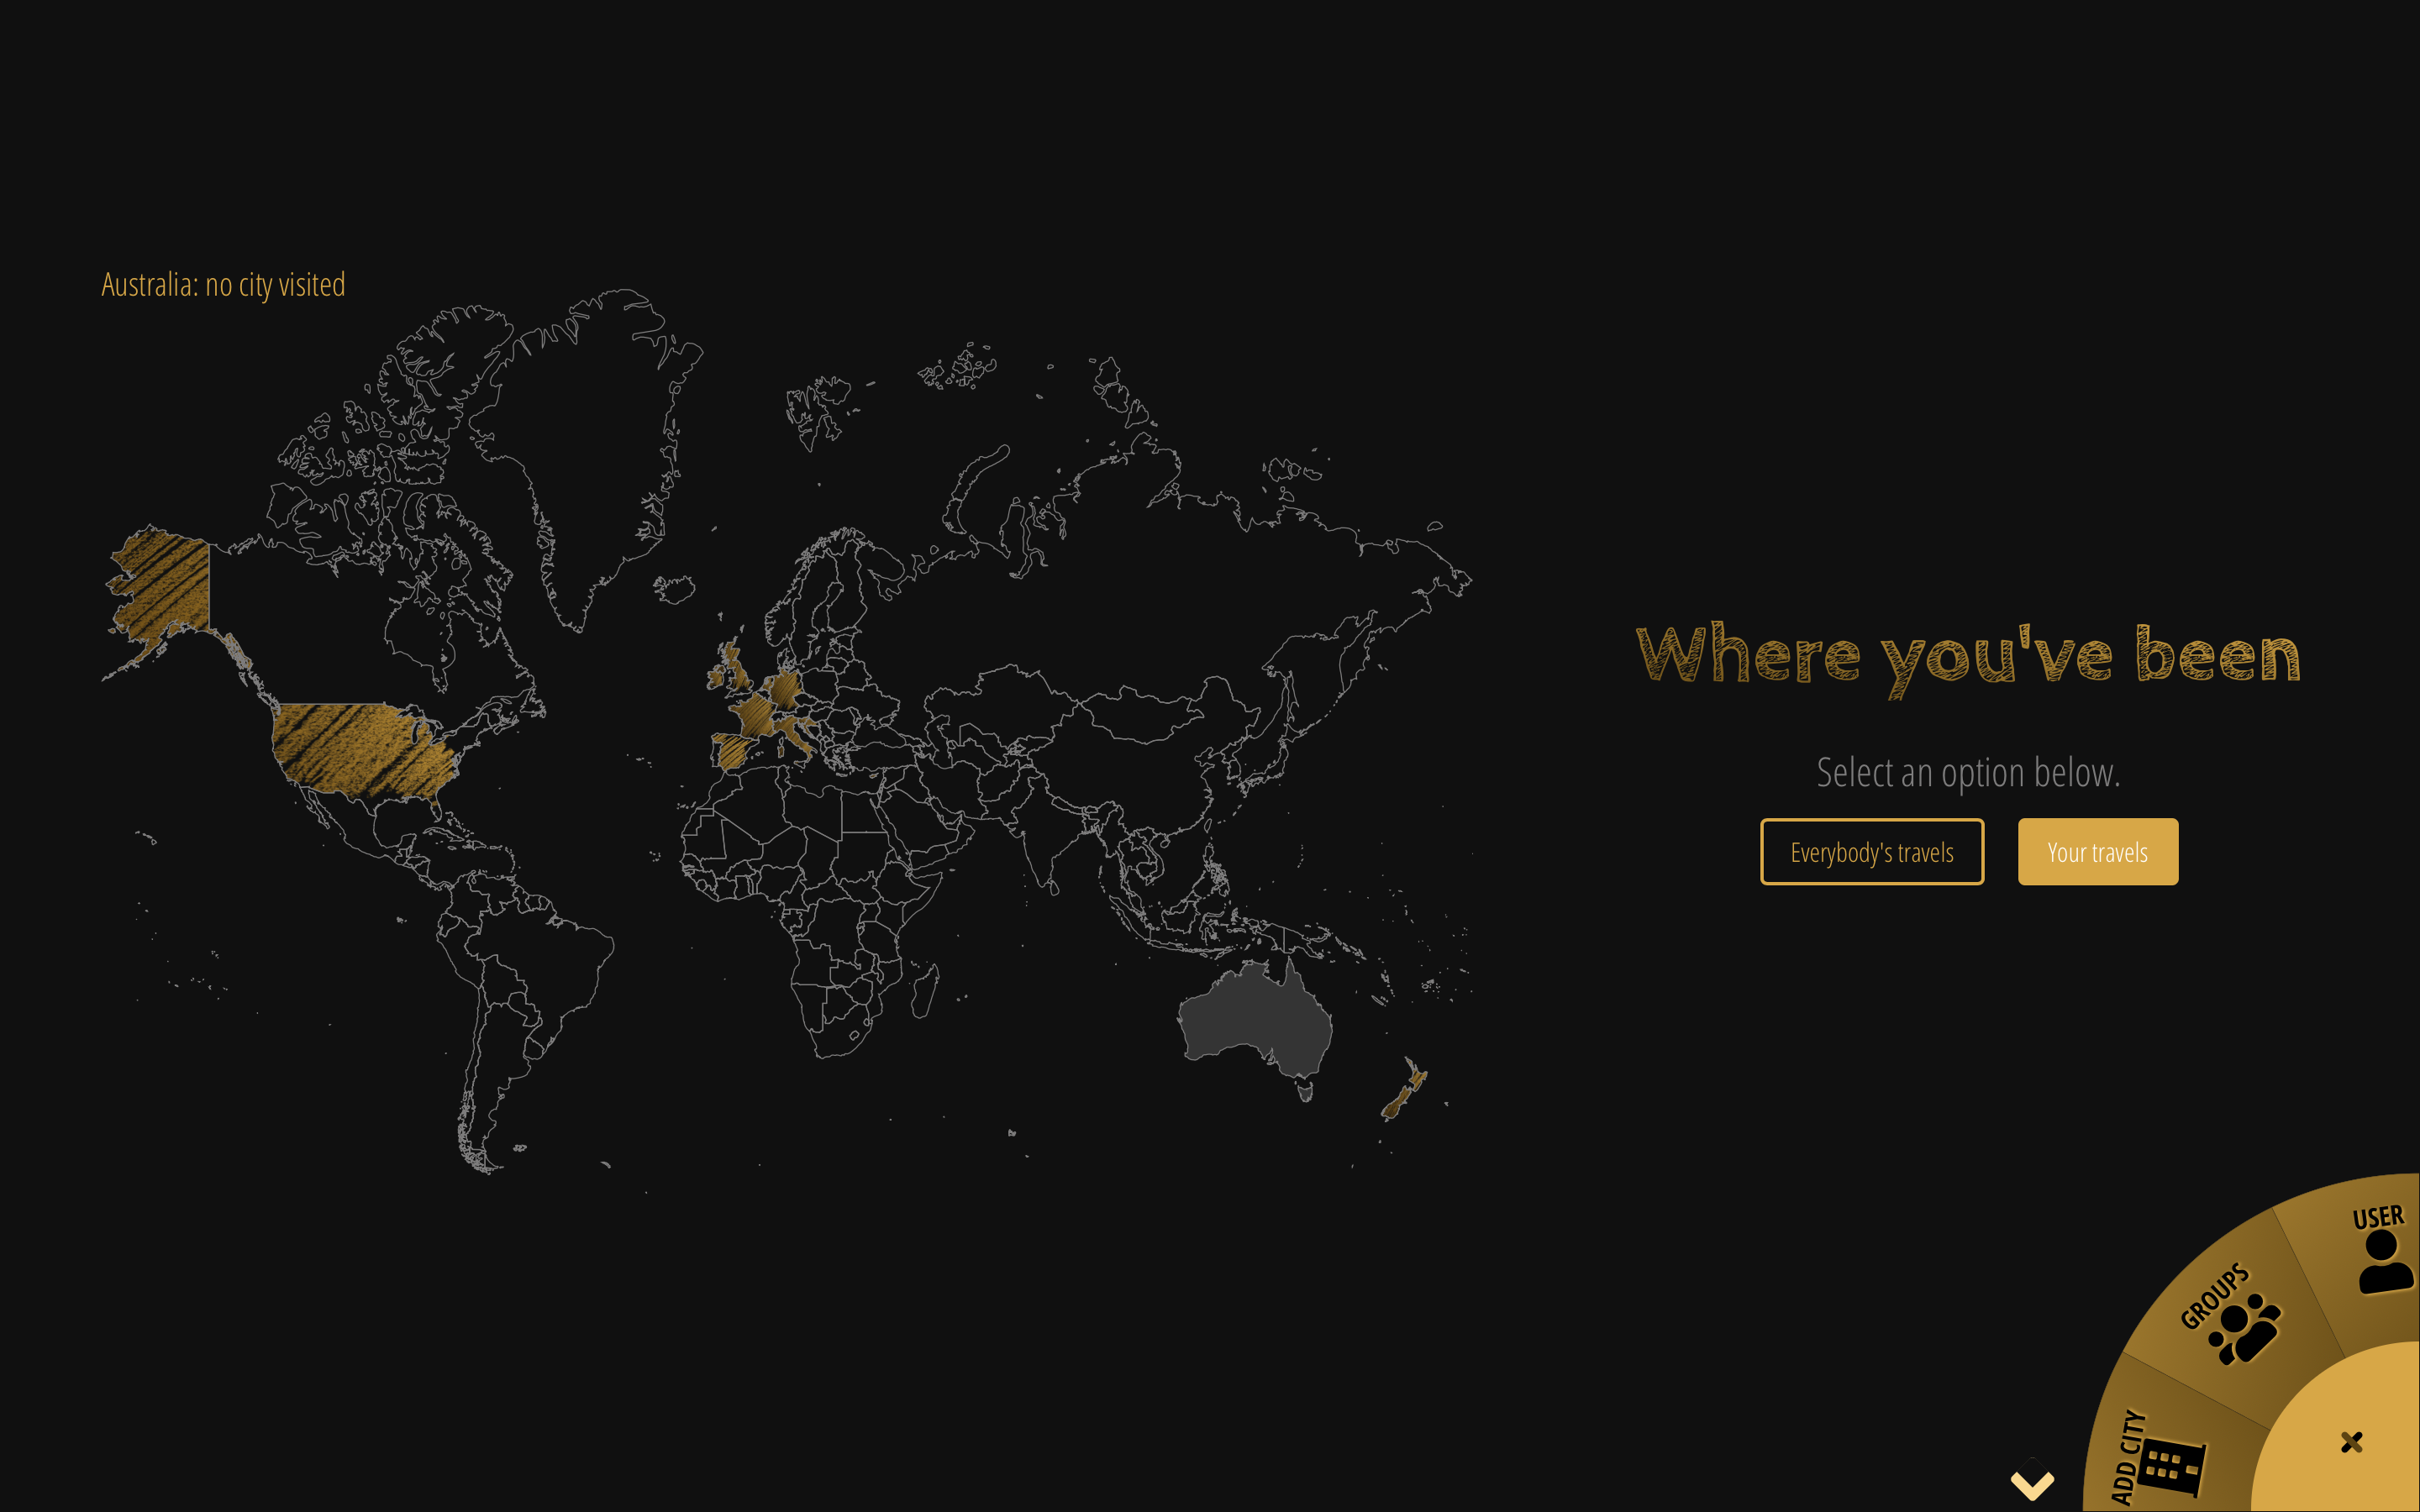 Australia: no city visited
Where you've been
Select an option below.
Everybody's travels
Your travels
USER
GROUPS
ADD CITY